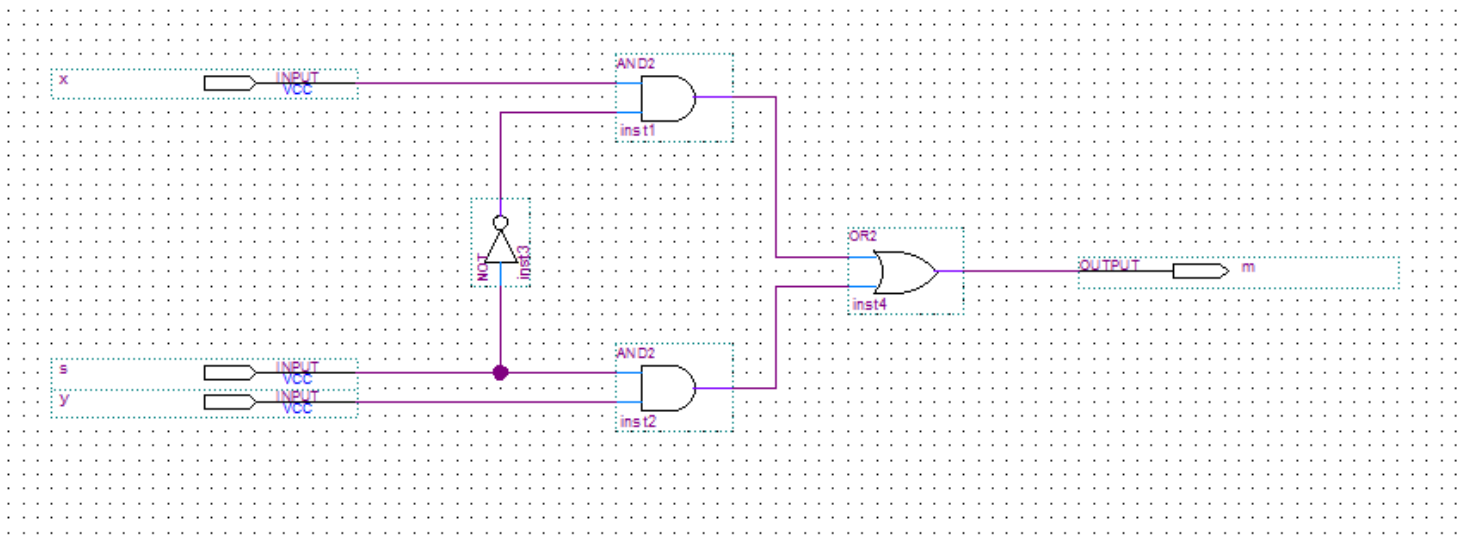 AND2
x INPUT
VCC
inst1
NOT
inst3
OR2
OUTPUT m
inst4
AND2
s INPUT
VCC
y INPUT
VCC
inst2